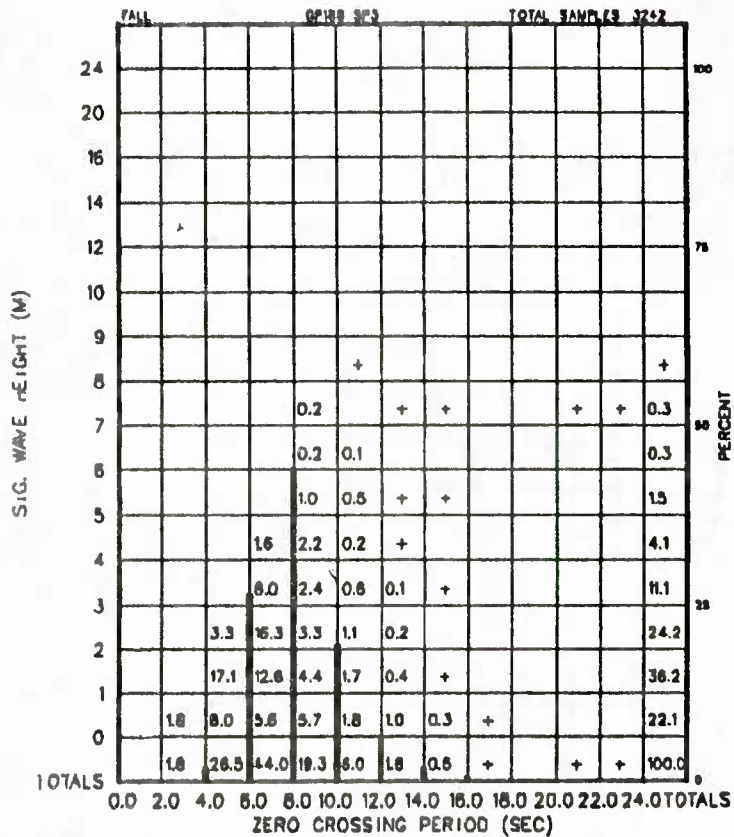 FALL TOTAL SAMPLES 3242
24 100
20
16
14
12 75
10
9
8 + +
7 0.2 + + + + 0.3 50
6 0.2 0.1 0.3
5 1.0 0.5 + + 1.5
4 1.6 2.2 0.2 + 4.1
3 8.0 2.4 0.6 0.1 + 11.1 25
2 3.3 16.3 3.3 1.1 0.2 24.2
1 17.1 12.6 4.4 1.7 0.4 + 36.2
0 1.8 6.0 5.6 5.7 1.8 1.0 0.3 + 22.1
TOTALS 1.8 26.5 44.0 19.3 6.0 1.8 0.5 + + + 100.0 0
0.0 2.0 4.0 6.0 8.0 10.0 12.0 14.0 16.0 18.0 20.0 22.0 24.0 TOTALS
ZERO CROSSING PERIOD (SEC)
SIG. WAVE HEIGHT (M)
PERCENT